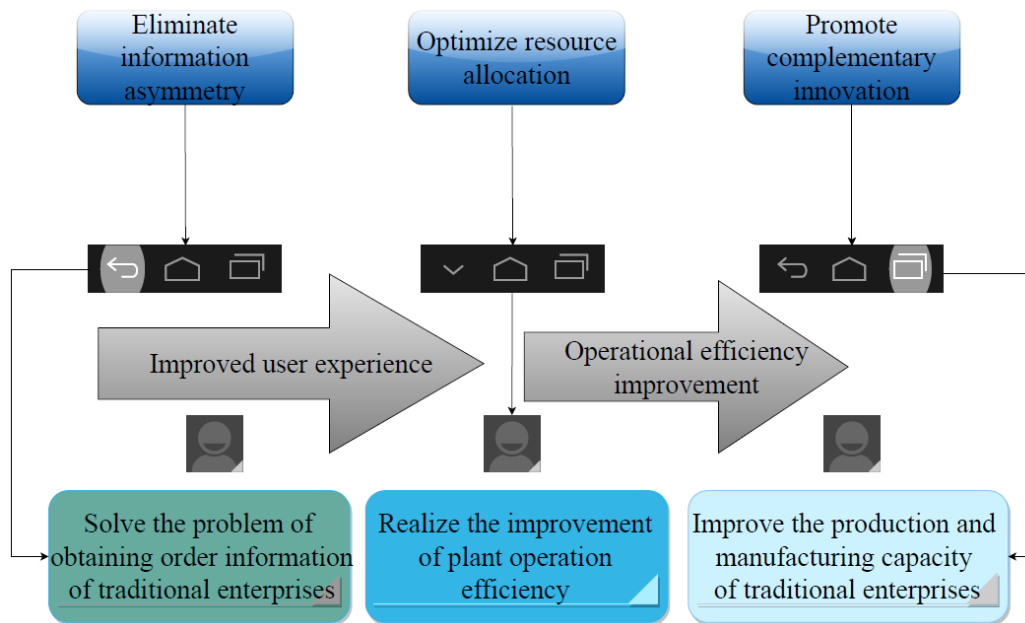 Eliminate
information
asymmetry
Optimize resource
allocation
Promote
complementary
innovation
Improved user experience
Operational efficiency
improvement
Solve the problem of
obtaining order information
of traditional enterprises
Realize the improvement
of plant operation
efficiency
Improve the production and
manufacturing capacity
of traditional enterprises